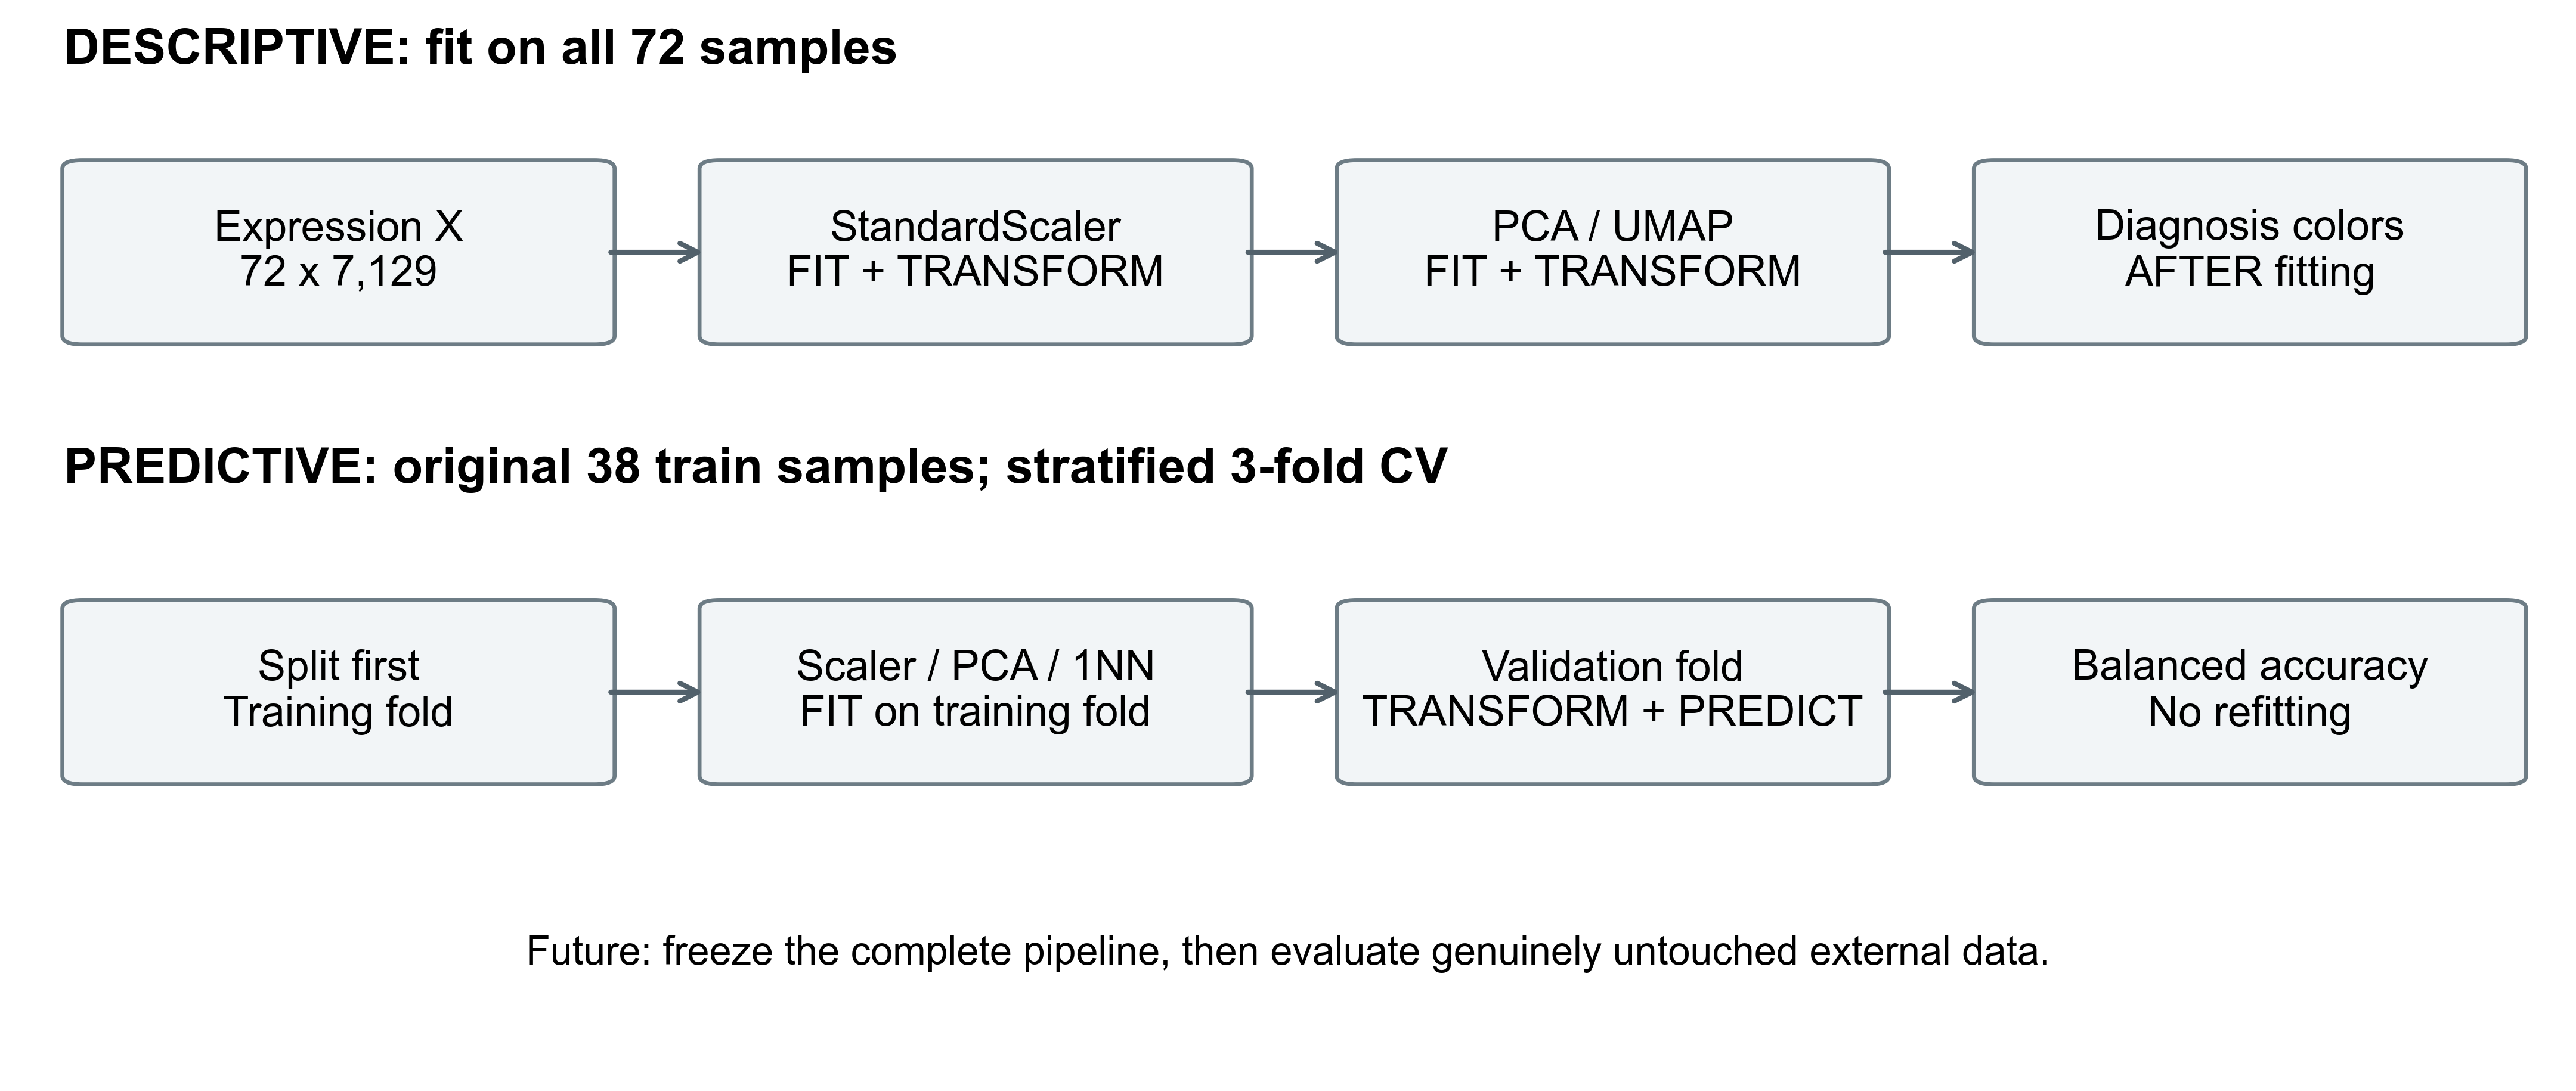 DESCRIPTIVE: fit on all 72 samples
Expression X
72 x 7,129
StandardScaler
FIT + TRANSFORM
PCA / UMAP
FIT + TRANSFORM
Diagnosis colors
AFTER fitting
PREDICTIVE: original 38 train samples; stratified 3-fold CV
Split first
Training fold
Scaler / PCA / 1NN
FIT on training fold
Validation fold
TRANSFORM + PREDICT
Balanced accuracy
No refitting
Future: freeze the complete pipeline, then evaluate genuinely untouched external data.